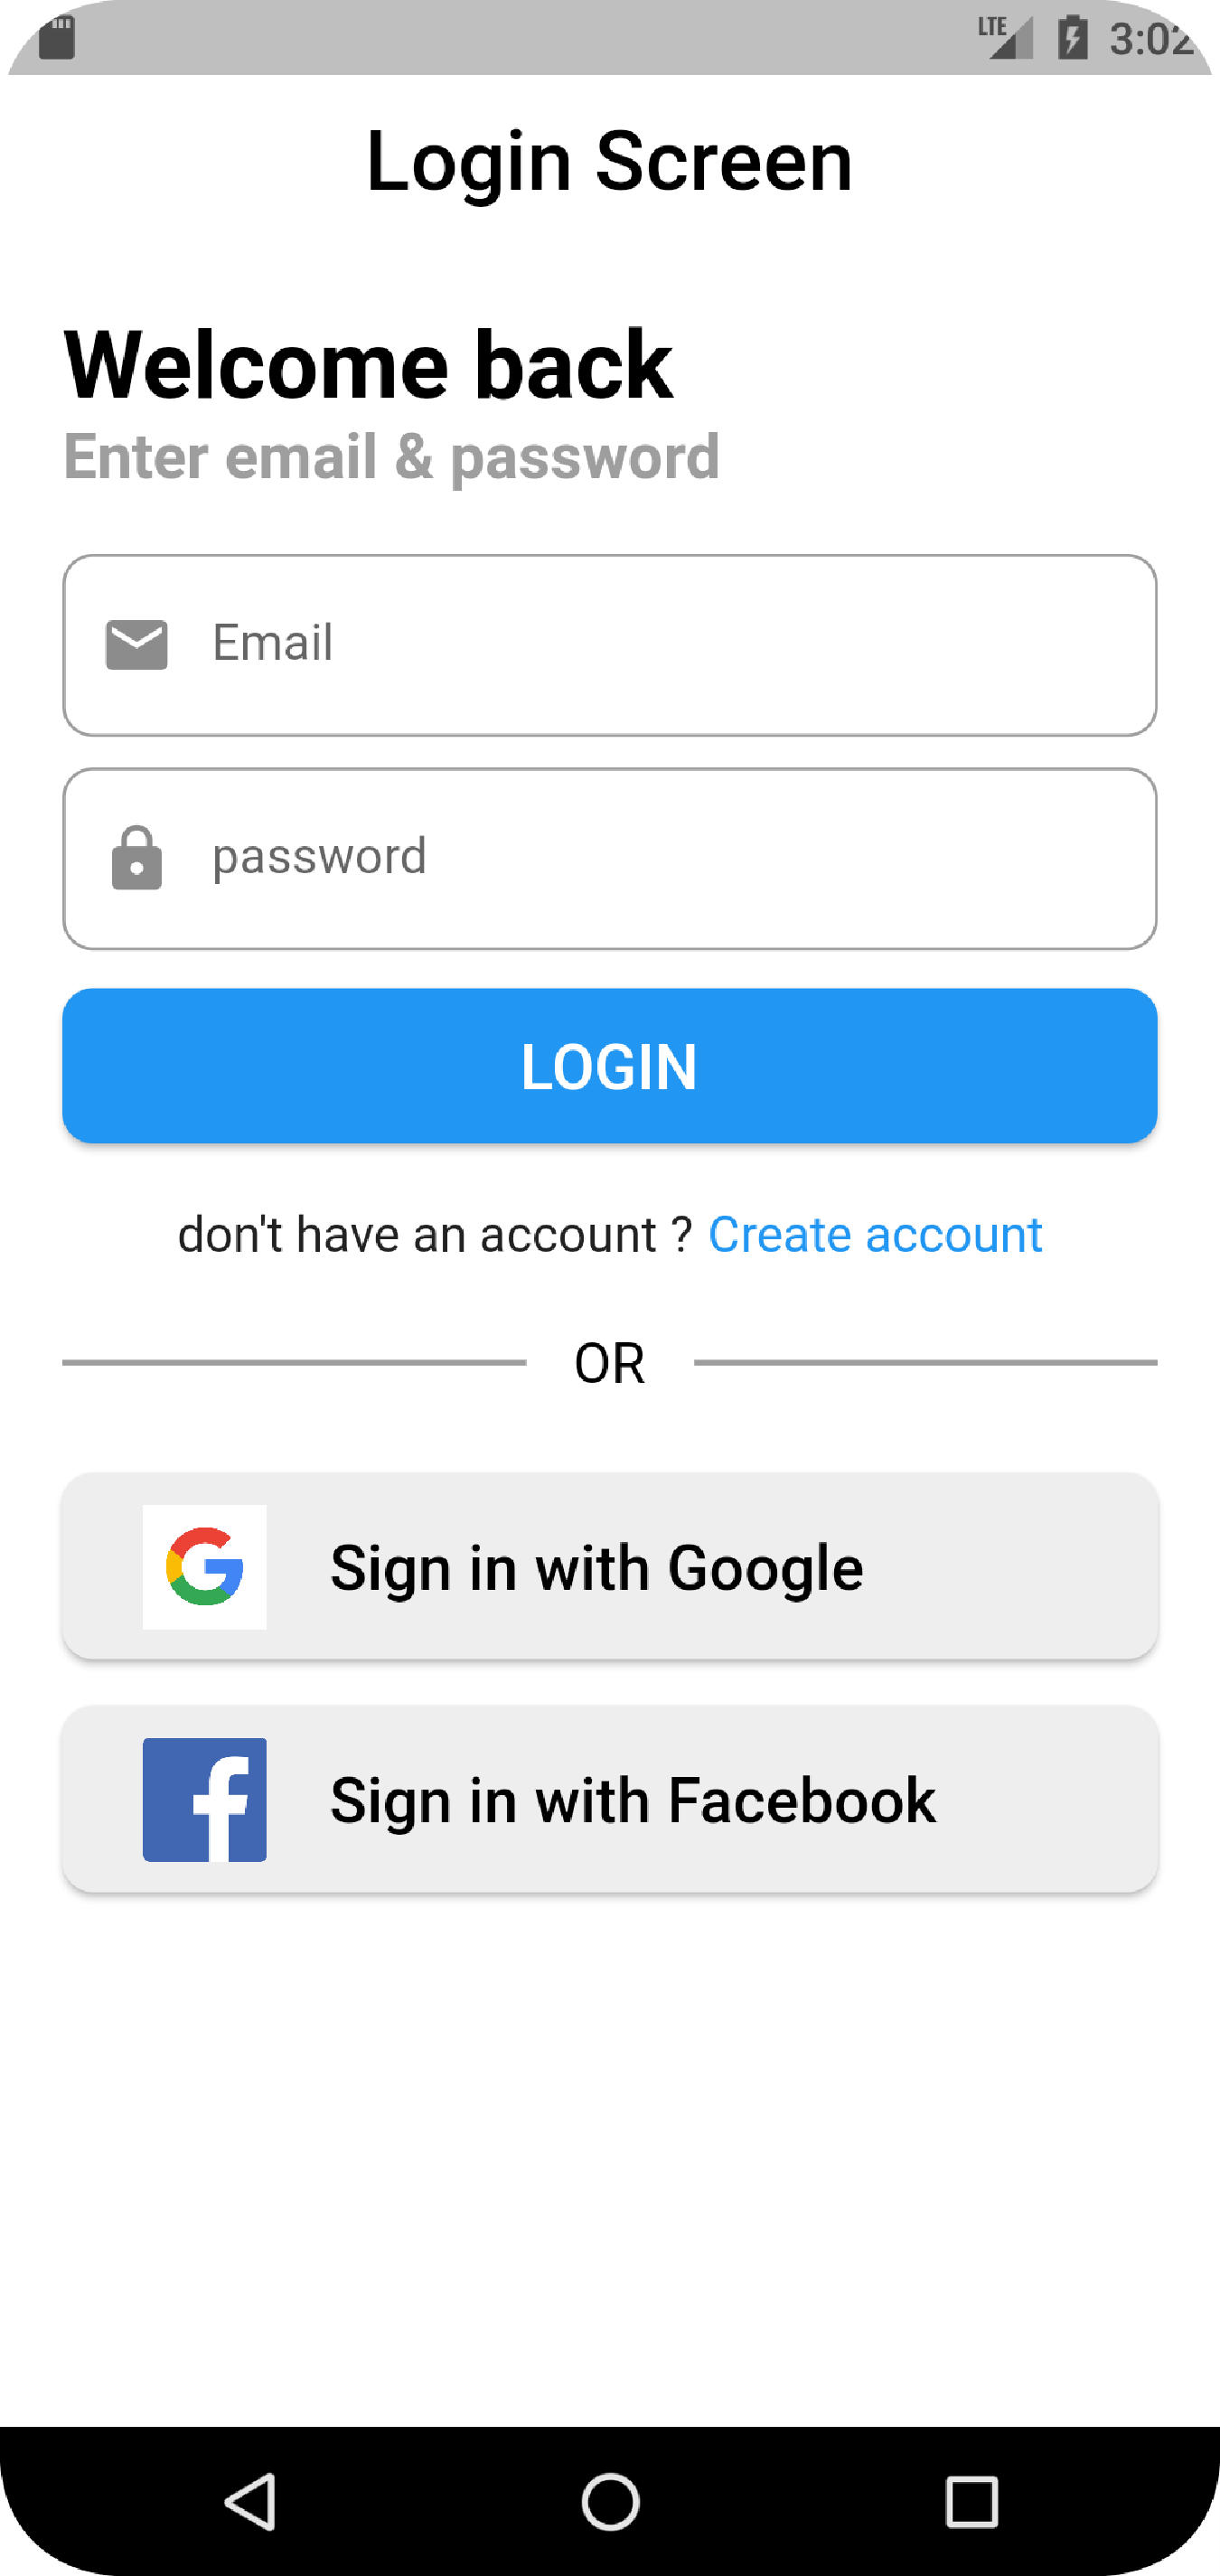 LTE 3:02
Login Screen
Welcome back
Enter email & password
Email
password
LOGIN
don't have an account ? Create account
OR
Sign in with Google
Sign in with Facebook